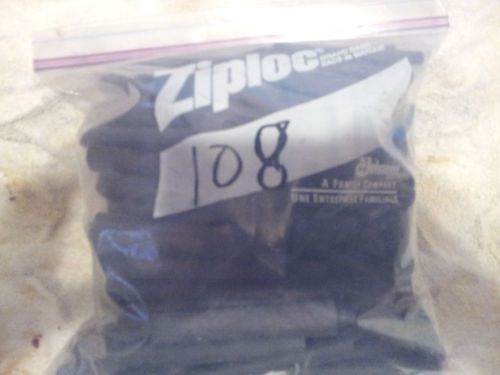 Ziploc
108
A FAMILY COMPANY
UNE ENTREPRISE FAMILIALE